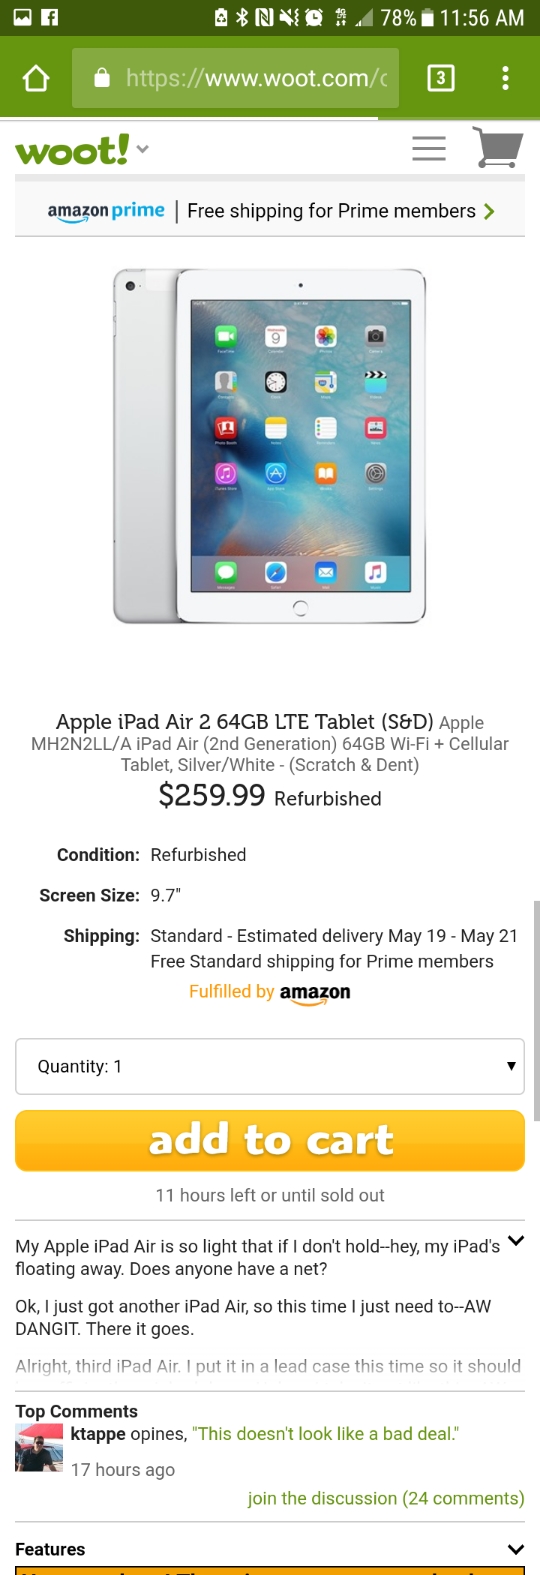 78% 11:56 AM
https://www.woot.com/
3
woot!
amazon prime | Free shipping for Prime members
9
Apple iPad Air 2 64GB LTE Tablet (S&D) Apple
MH2N2LL/A iPad Air (2nd Generation) 64GB Wi-Fi + Cellular
Tablet, Silver/White - (Scratch & Dent)
$259.99 Refurbished
Condition: Refurbished
Screen Size: 9.7"
Shipping: Standard - Estimated delivery May 19 - May 21
Free Standard shipping for Prime members
Fulfilled by amazon
Quantity: 1
add to cart
11 hours left or until sold out
My Apple iPad Air is so light that if I don't hold--hey, my iPad's
floating away. Does anyone have a net?
Ok, I just got another iPad Air, so this time I just need to--AW
DANGIT. There it goes.
Alright, third iPad Air. I put it in a lead case this time so it should
Top Comments
ktappe opines, "This doesn't look like a bad deal."
17 hours ago
join the discussion (24 comments)
Features